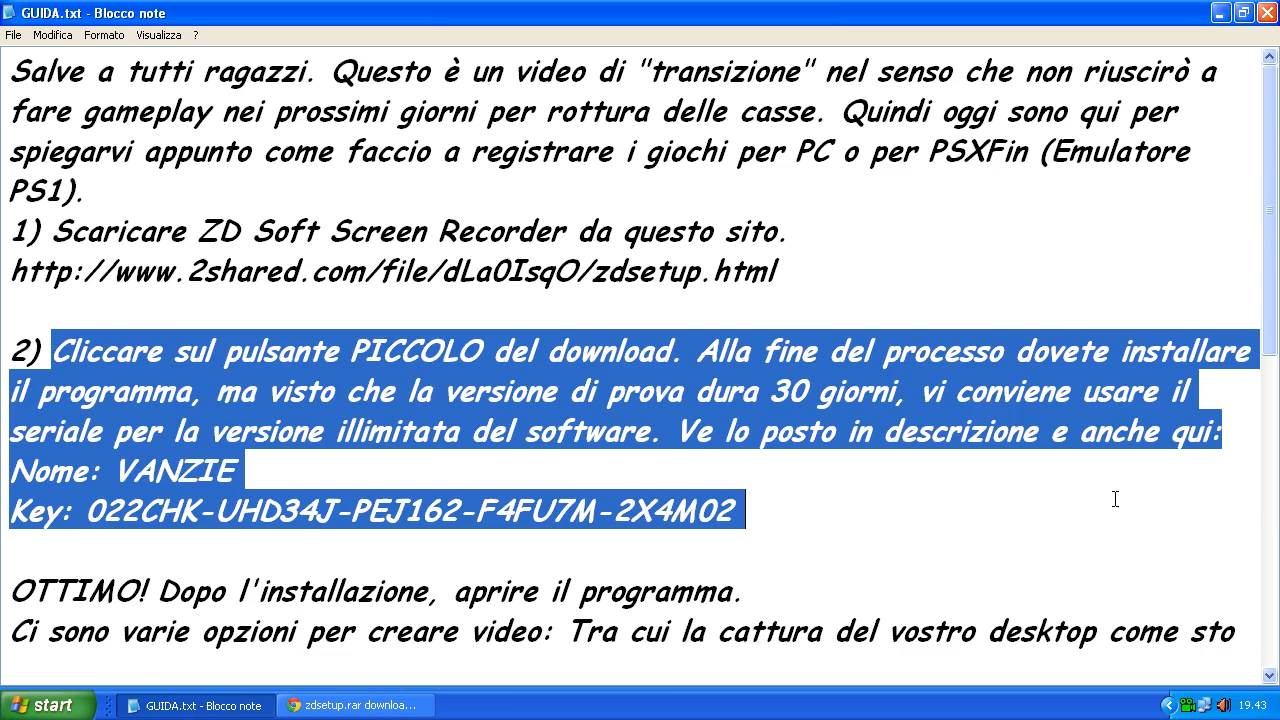 GUIDA.txt - Blocco note
File Modifica Formato Visualizza ?
Salve a tutti ragazzi. Questo è un video di "transizione" nel senso che non riuscirò a
fare gameplay nei prossimi giorni per rottura delle casse. Quindi oggi sono qui per
spiegarvi appunto come faccio a registrare i giochi per PC o per PSXFin (Emulatore
PS1).
1) Scaricare ZD Soft Screen Recorder da questo sito.
http://www.2shared.com/file/dLa0IsqO/zdsetup.html
2) Cliccare sul pulsante PICCOLO del download. Alla fine del processo dovete installare
il programma, ma visto che la versione di prova dura 30 giorni, vi conviene usare il
seriale per la versione illimitata del software. Ve lo posto in descrizione e anche qui:
Nome: VANZIE
Key: 022CHK-UHD34J-PEJ162-F4FU7M-2X4M02
OTTIMO! Dopo l'installazione, aprire il programma.
Ci sono varie opzioni per creare video: Tra cui la cattura del vostro desktop come sto
start GUIDA.txt - Blocco note zdsetup.rar downloa... 19.43